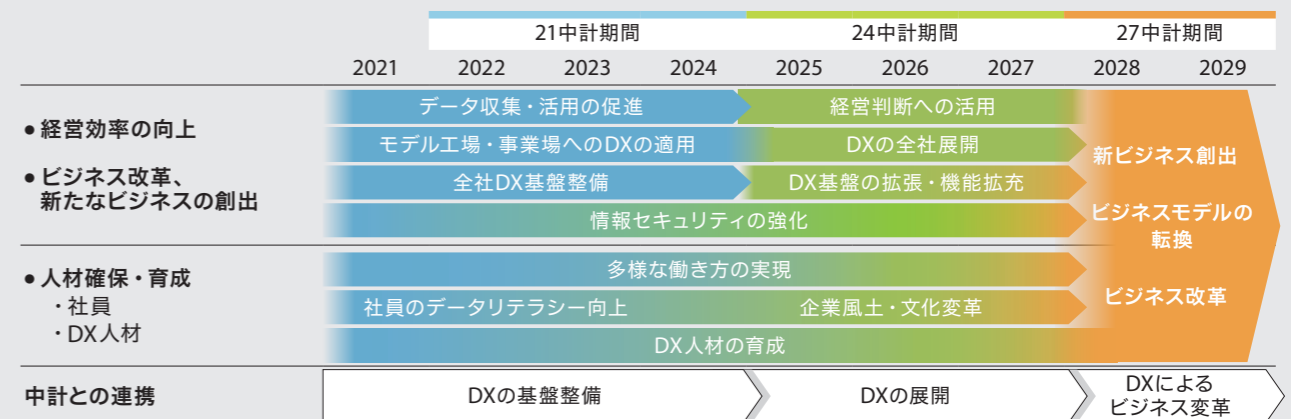 21中計期間 24中計期間 27中計期間
2021 2022 2023 2024 2025 2026 2027 2028 2029
●経営効率の向上
●ビジネス改革、
新たなビジネスの創出
データ収集・活用の促進 経営判断への活用
モデル工場・事業場へのDXの適用 DXの全社展開
全社DX基盤整備 DX基盤の拡張・機能拡充
情報セキュリティの強化
新ビジネス創出
ビジネスモデルの
転換
ビジネス改革
●人材確保・育成
・社員
・DX人材
多様な働き方の実現
社員のデータリテラシー向上 企業風土・文化変革
DX人材の育成
中計との連携 DXの基盤整備 DXの展開 DXによる
ビジネス変革